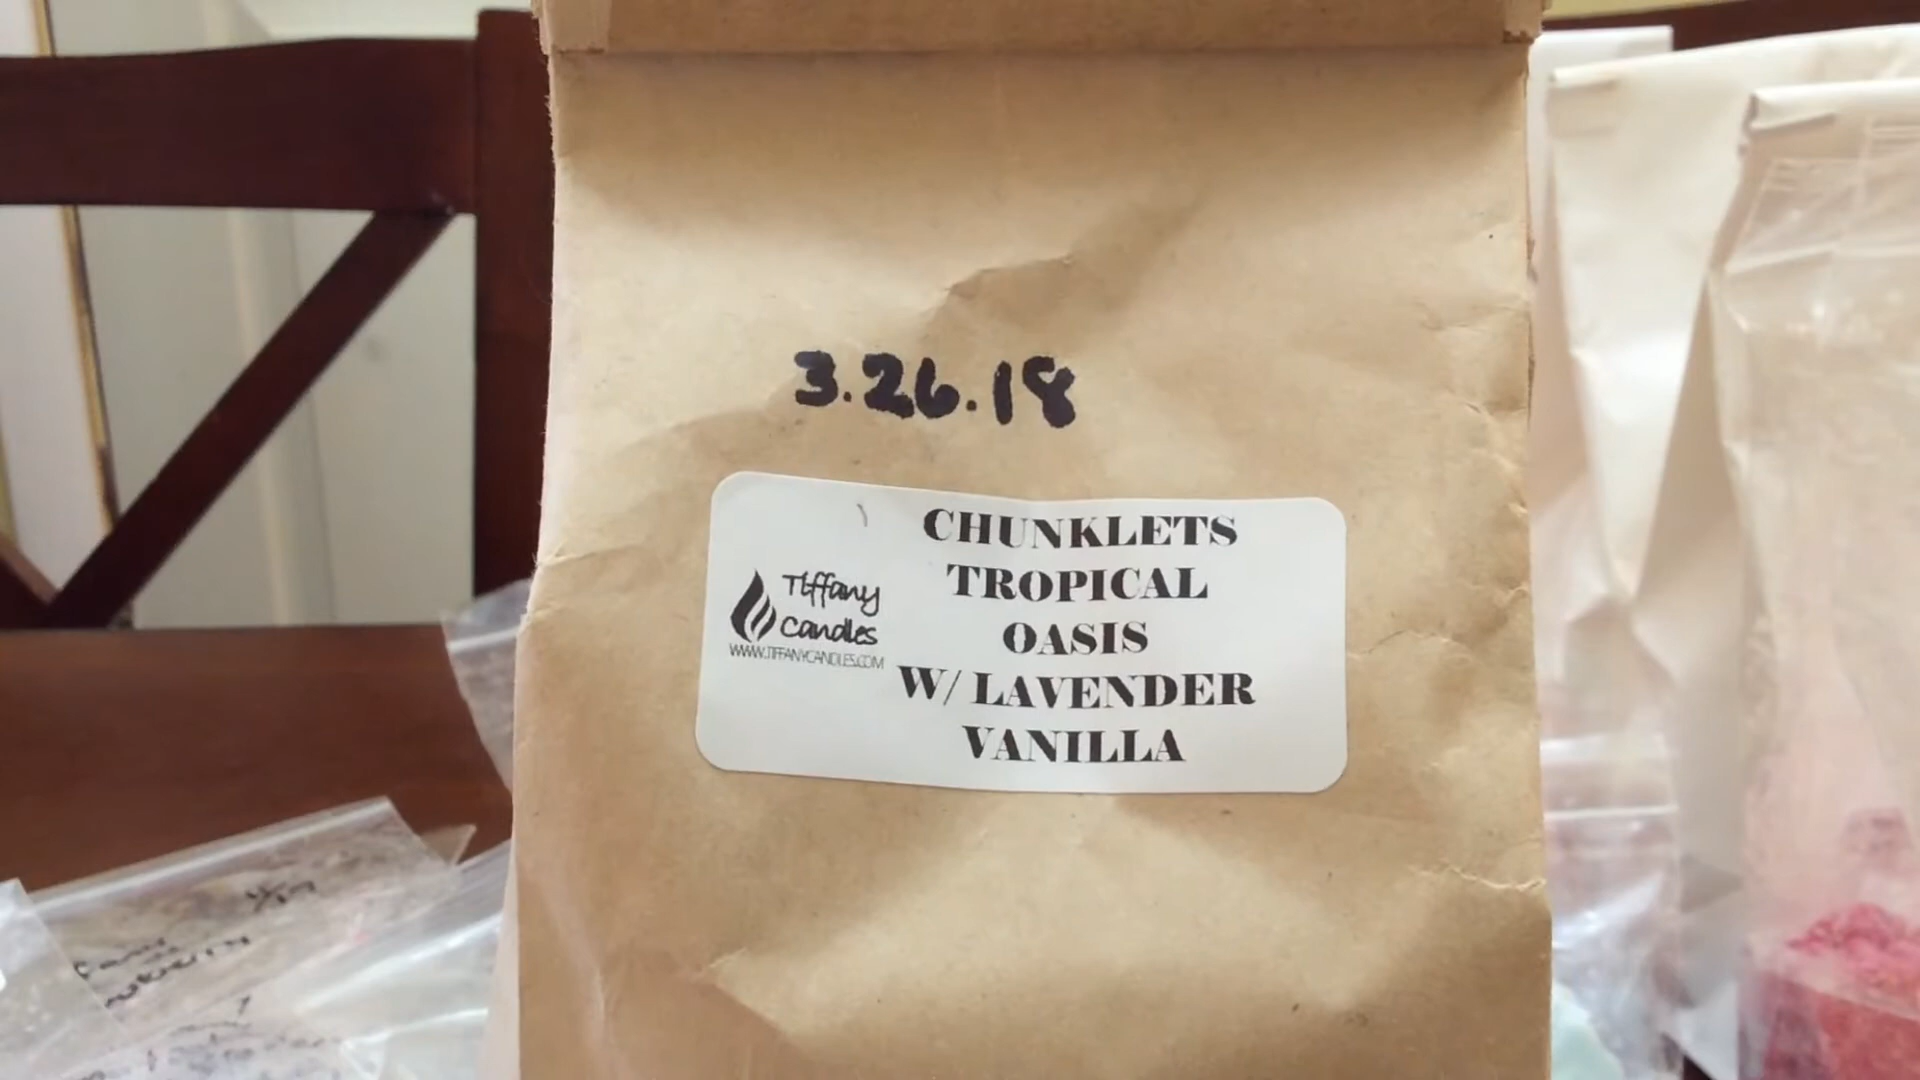 3.26.18
CHUNKLETS
TROPICAL
OASIS
W/ LAVENDER
VANILLA
Tiffany
Candles
WWW.TIFFANYCANDLES.COM